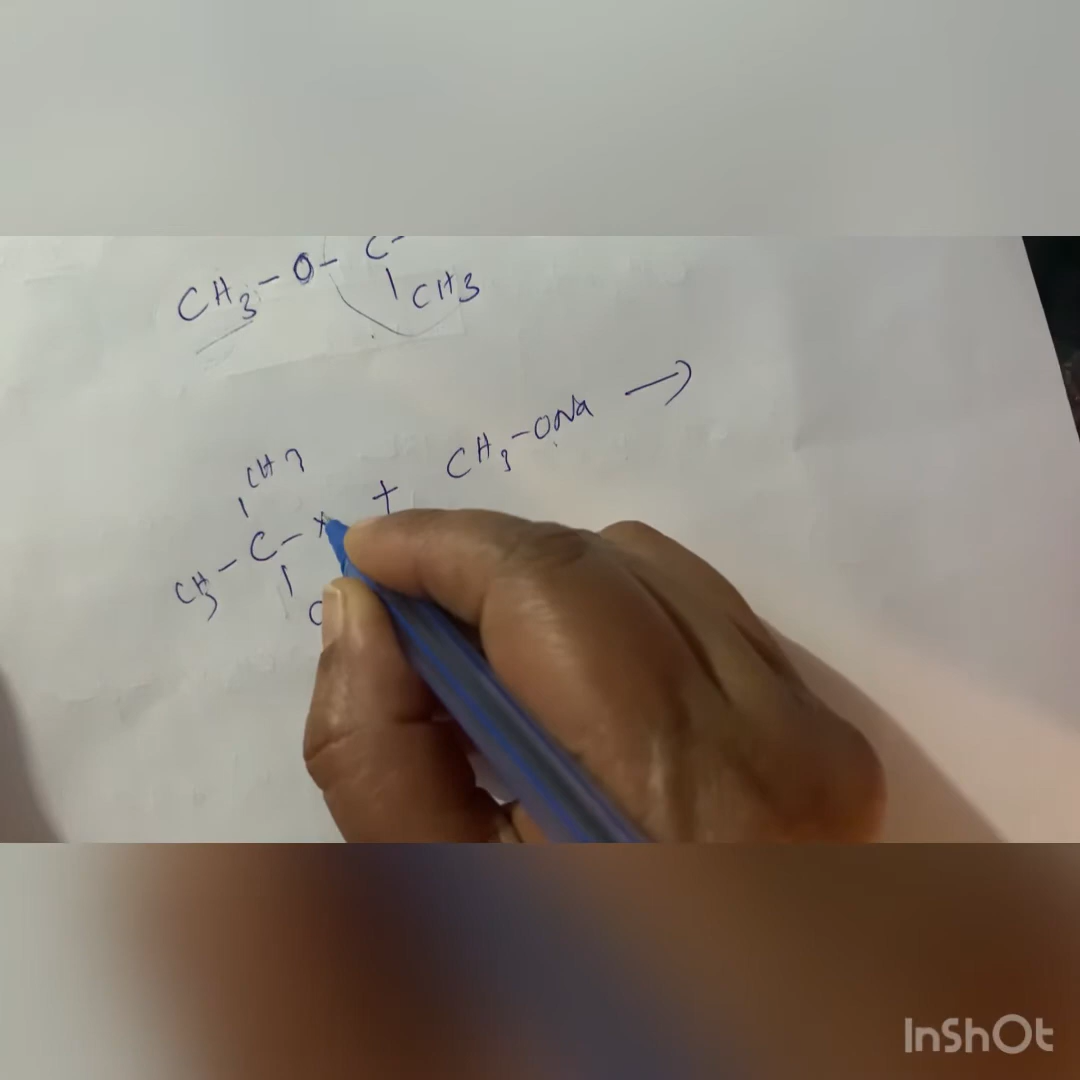 CH3-O-C-
CH3
CH3-ONa →
CH3
+
CH3-C-X
C
InShOt